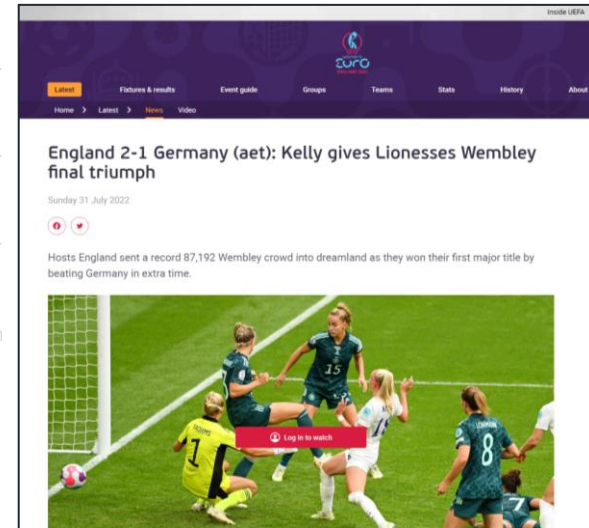 Inside UEFA
EURO
Latest Fixtures & results Event guide Groups Teams Stats History About
Home > Latest > News Video
England 2-1 Germany (aet): Kelly gives Lionesses Wembley
final triumph
Sunday 31 July 2022
Hosts England sent a record 87,192 Wembley crowd into dreamland as they won their first major title by
beating Germany in extra time.
15
Log in to watch
1
8
7